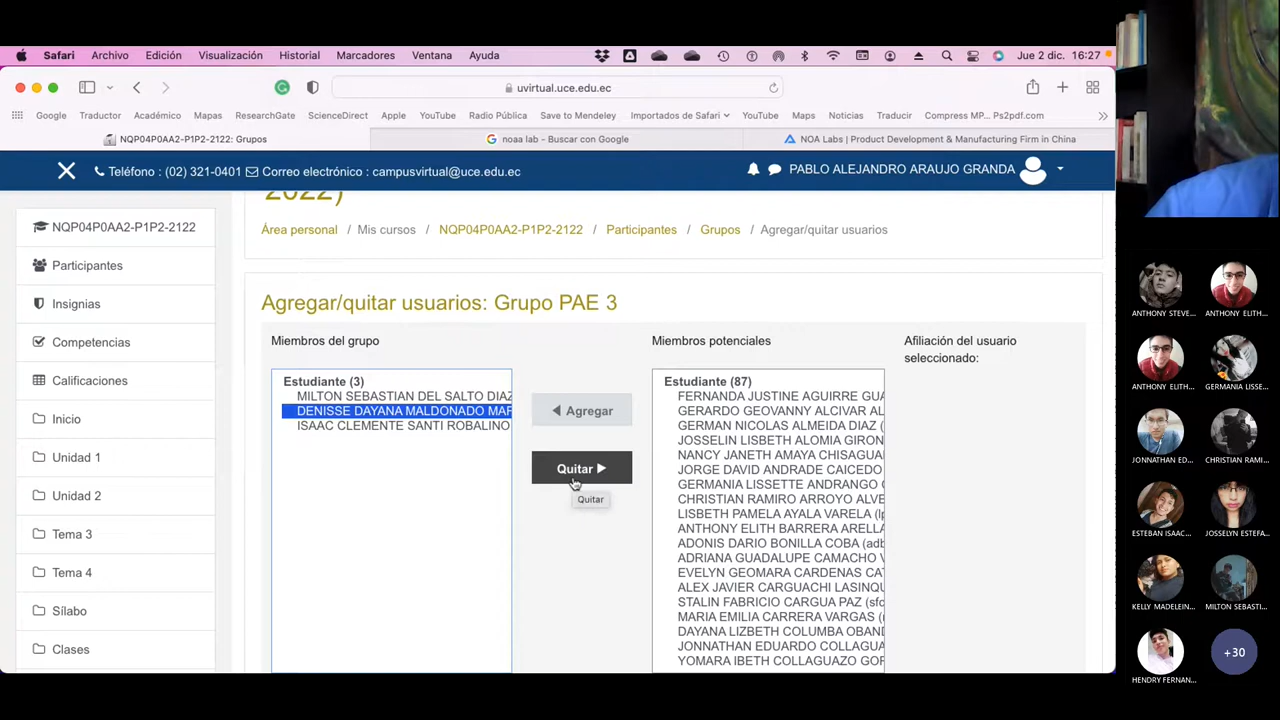 Safari Archivo Edición Visualización Historial Marcadores Ventana Ayuda Jue 2 dic. 16:27
uvirtual.uce.edu.ec
Google Traductor Académico Mapas ResearchGate ScienceDirect Apple YouTube Radio Pública Save to Mendeley Importados de Safari YouTube Maps Noticias Traducir Compress MP... Ps2pdf.com
NQP04P0AA2-P1P2-2122: Grupos noaa lab - Buscar con Google NOA Labs | Product Development & Manufacturing Firm in China
Teléfono : (02) 321-0401 Correo electrónico : campusvirtual@uce.edu.ec PABLO ALEJANDRO ARAUJO GRANDA
2022)
Área personal / Mis cursos / NQP04P0AA2-P1P2-2122 / Participantes / Grupos / Agregar/quitar usuarios
NQP04P0AA2-P1P2-2122
Participantes
Insignias
Competencias
Calificaciones
Inicio
Unidad 1
Unidad 2
Tema 3
Tema 4
Sílabo
Clases
Agregar/quitar usuarios: Grupo PAE 3
Miembros del grupo
Estudiante (3)
MILTON SEBASTIAN DEL SALTO DIAZ
DENISSE DAYANA MALDONADO MAR
ISAAC CLEMENTE SANTI ROBALINO
Agregar
Quitar
Quitar
Miembros potenciales
Estudiante (87)
FERNANDA JUSTINE AGUIRRE GUA
GERARDO GEOVANNY ALCIVAR AL
GERMAN NICOLAS ALMEIDA DIAZ (
JOSSELIN LISBETH ALOMIA GIRON
NANCY JANETH AMAYA CHISAGUA
JORGE DAVID ANDRADE CAICEDO
GERMANIA LISSETTE ANDRANGO
CHRISTIAN RAMIRO ARROYO ALVE
LISBETH PAMELA AYALA VARELA (l
ANTHONY ELITH BARRERA ARELLA
ADONIS DARIO BONILLA COBA (adb
ADRIANA GUADALUPE CAMACHO V
EVELYN GEOMARA CARDENAS CA
ALEX JAVIER CARGUACHI LASINQU
STALIN FABRICIO CARGUA PAZ (sfc
MARIA EMILIA CARRERA VARGAS (
DAYANA LIZBETH COLUMBA OBAND
JONNATHAN EDUARDO COLLAGUA
YOMARA IBETH COLLAGUAZO GOR
Afiliación del usuario
seleccionado:
ANTHONY STEVE... ANTHONY ELITH...
ANTHONY ELITH... GERMANIA LISSE...
JONNATHAN ED... CHRISTIAN RAMI...
ESTEBAN ISAAC... JOSSELYN ESTEFA...
KELLY MADELEIN... MILTON SEBASTI...
+30
HENDRY FERNAN...